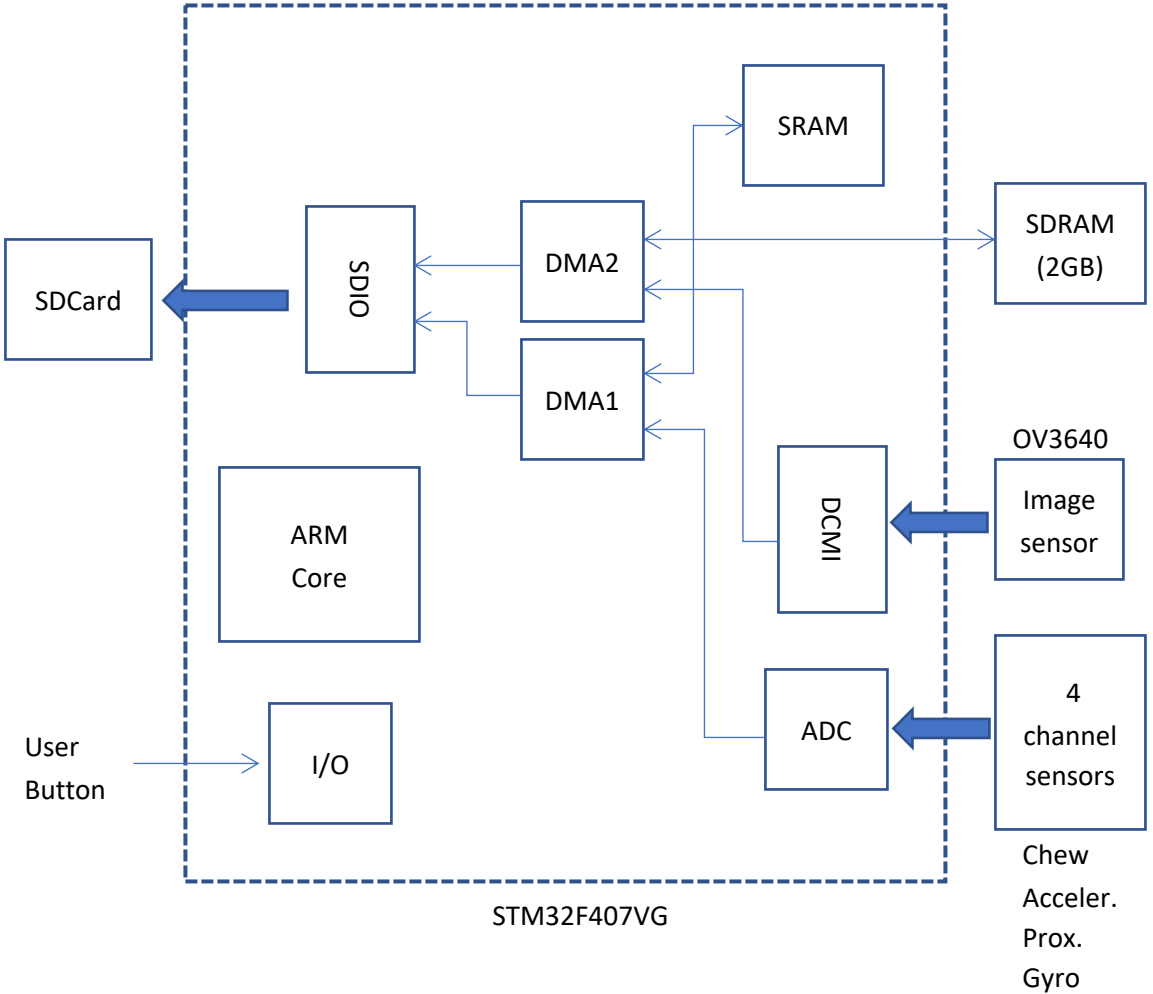 SRAM
SDRAM
(2GB)
SDCard
SDIO
DMA2
DMA1
OV3640
Image
sensor
DCMI
ARM
Core
4
channel
sensors
ADC
User
Button
I/O
Chew
Acceler.
Prox.
Gyro
STM32F407VG